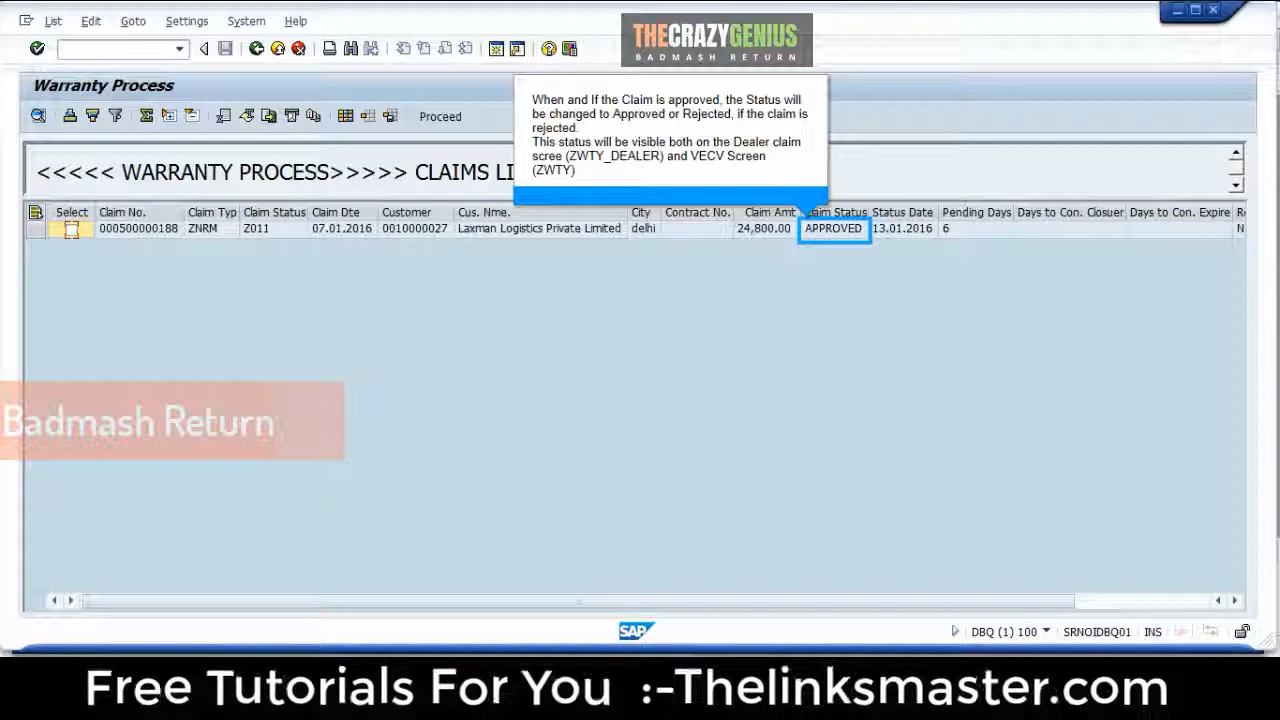 List Edit Goto Settings System Help
THECRAZYGENIUS
BADMASH RETURN
Warranty Process
When and If the Claim is approved, the Status will
be changed to Approved or Rejected, if the claim is
rejected.
This status will be visible both on the Dealer claim
scree (ZWTY_DEALER) and VECV Screen
(ZWTY)
Proceed
<<<<< WARRANTY PROCESS>>>>> CLAIMS LI
Select Claim No. Claim Typ Claim Status Claim Dte Customer Cus. Nme. City Contract No. Claim Amt Claim Status Status Date Pending Days Days to Con. Closuer Days to Con. Expire
000500000188 ZNRM Z011 07.01.2016 0010000027 Laxman Logistics Private Limited delhi 24,800.00 APPROVED 13.01.2016 6 N
Badmash Return
SAP
DBQ (1) 100 SRNOIDBQ01 INS
Free Tutorials For You :-Thelinksmaster.com